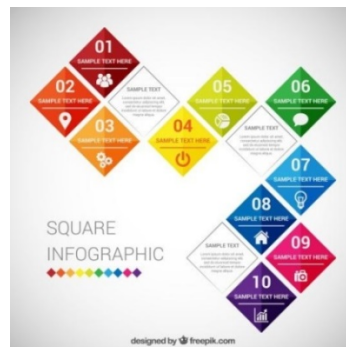 01
SAMPLE TEXT HERE
02
SAMPLE TEXT HERE
SAMPLE TEXT
03
SAMPLE TEXT HERE
04
SAMPLE TEXT HERE
05
SAMPLE TEXT HERE
SAMPLE TEXT
06
SAMPLE TEXT HERE
07
SAMPLE TEXT HERE
08
SAMPLE TEXT HERE
SAMPLE TEXT
09
SAMPLE TEXT HERE
10
SAMPLE TEXT HERE
SQUARE
INFOGRAPHIC
designed by freepik.com